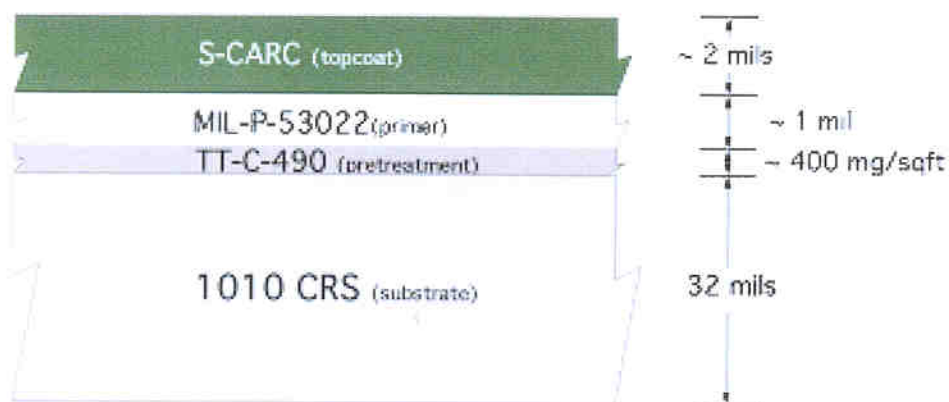 S-CARC (topcoat)
~ 2 mils
MIL-P-53022(primer)
~ 1 mil
TT-C-490 (pretreatment)
~ 400 mg/sqft
1010 CRS (substrate)
32 mils